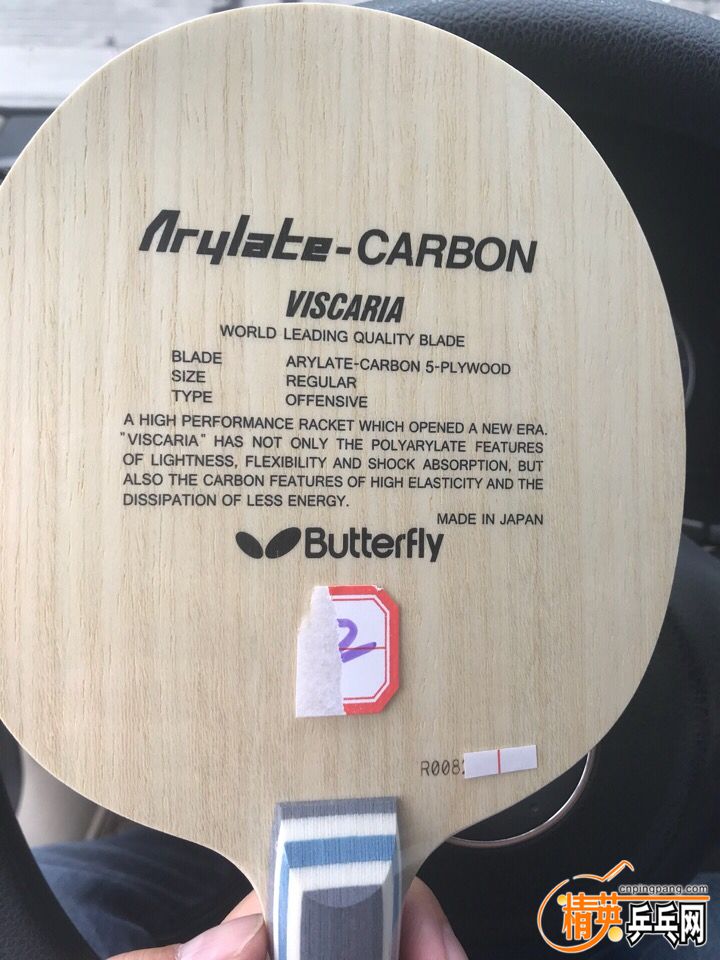 Arylate-CARBON
VISCARIA
WORLD LEADING QUALITY BLADE
BLADE ARYLATE-CARBON 5-PLYWOOD
SIZE REGULAR
TYPE OFFENSIVE
A HIGH PERFORMANCE RACKET WHICH OPENED A NEW ERA.
"VISCARIA" HAS NOT ONLY THE POLYARYLATE FEATURES
OF LIGHTNESS, FLEXIBILITY AND SHOCK ABSORPTION, BUT
ALSO THE CARBON FEATURES OF HIGH ELASTICITY AND THE
DISSIPATION OF LESS ENERGY.
MADE IN JAPAN
Butterfly
2
R008
cnpingpang.com
精英乒乓网